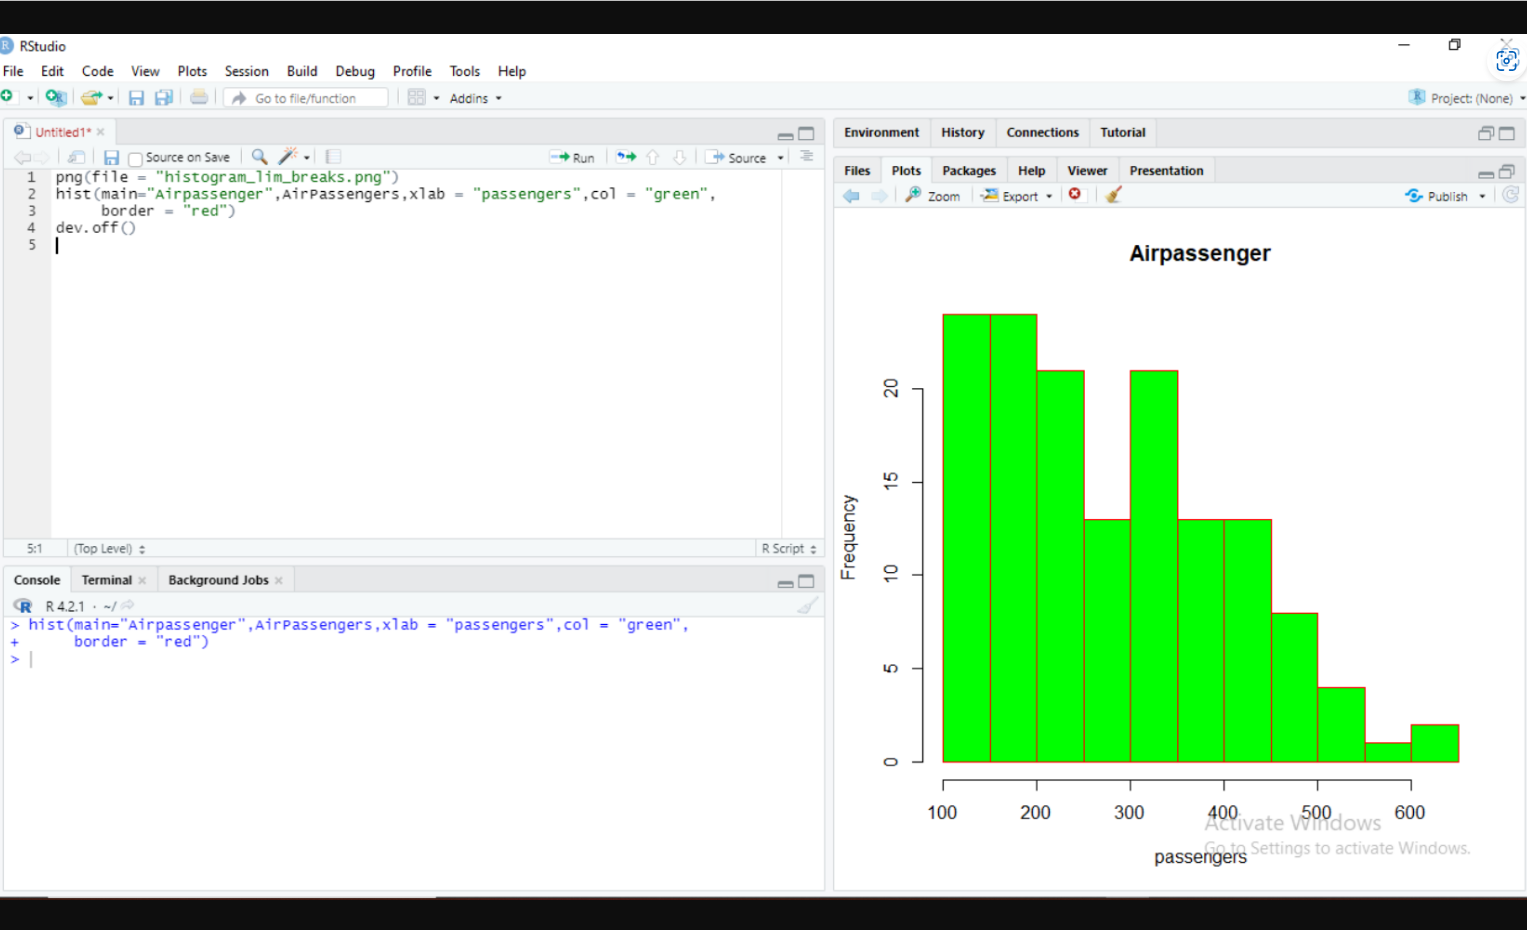 RStudio
File Edit Code View Plots Session Build Debug Profile Tools Help
Go to file/function Addins Project: (None)
Untitled1*
Source on Save Run Source
1 png(file = "histogram_lim_breaks.png")
2 hist(main="Airpassenger",AirPassengers,xlab = "passengers",col = "green",
3 border = "red")
4 dev.off()
5
5:1 (Top Level) R Script
Console Terminal Background Jobs
R 4.2.1 · ~/
> hist(main="Airpassenger",AirPassengers,xlab = "passengers",col = "green",
+ border = "red")
>
Environment History Connections Tutorial
Files Plots Packages Help Viewer Presentation
Zoom Export Publish
Airpassenger
Frequency
20
15
10
5
0
100 200 300 400 500 600
passengers
Activate Windows
Go to Settings to activate Windows.